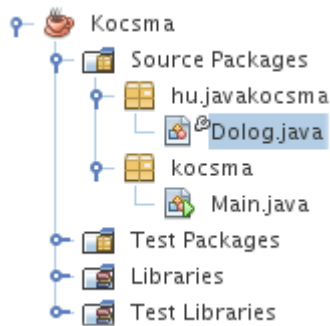 Kocsma
Source Packages
hu.javakocsma
Dolog.java
kocsma
Main.java
Test Packages
Libraries
Test Libraries